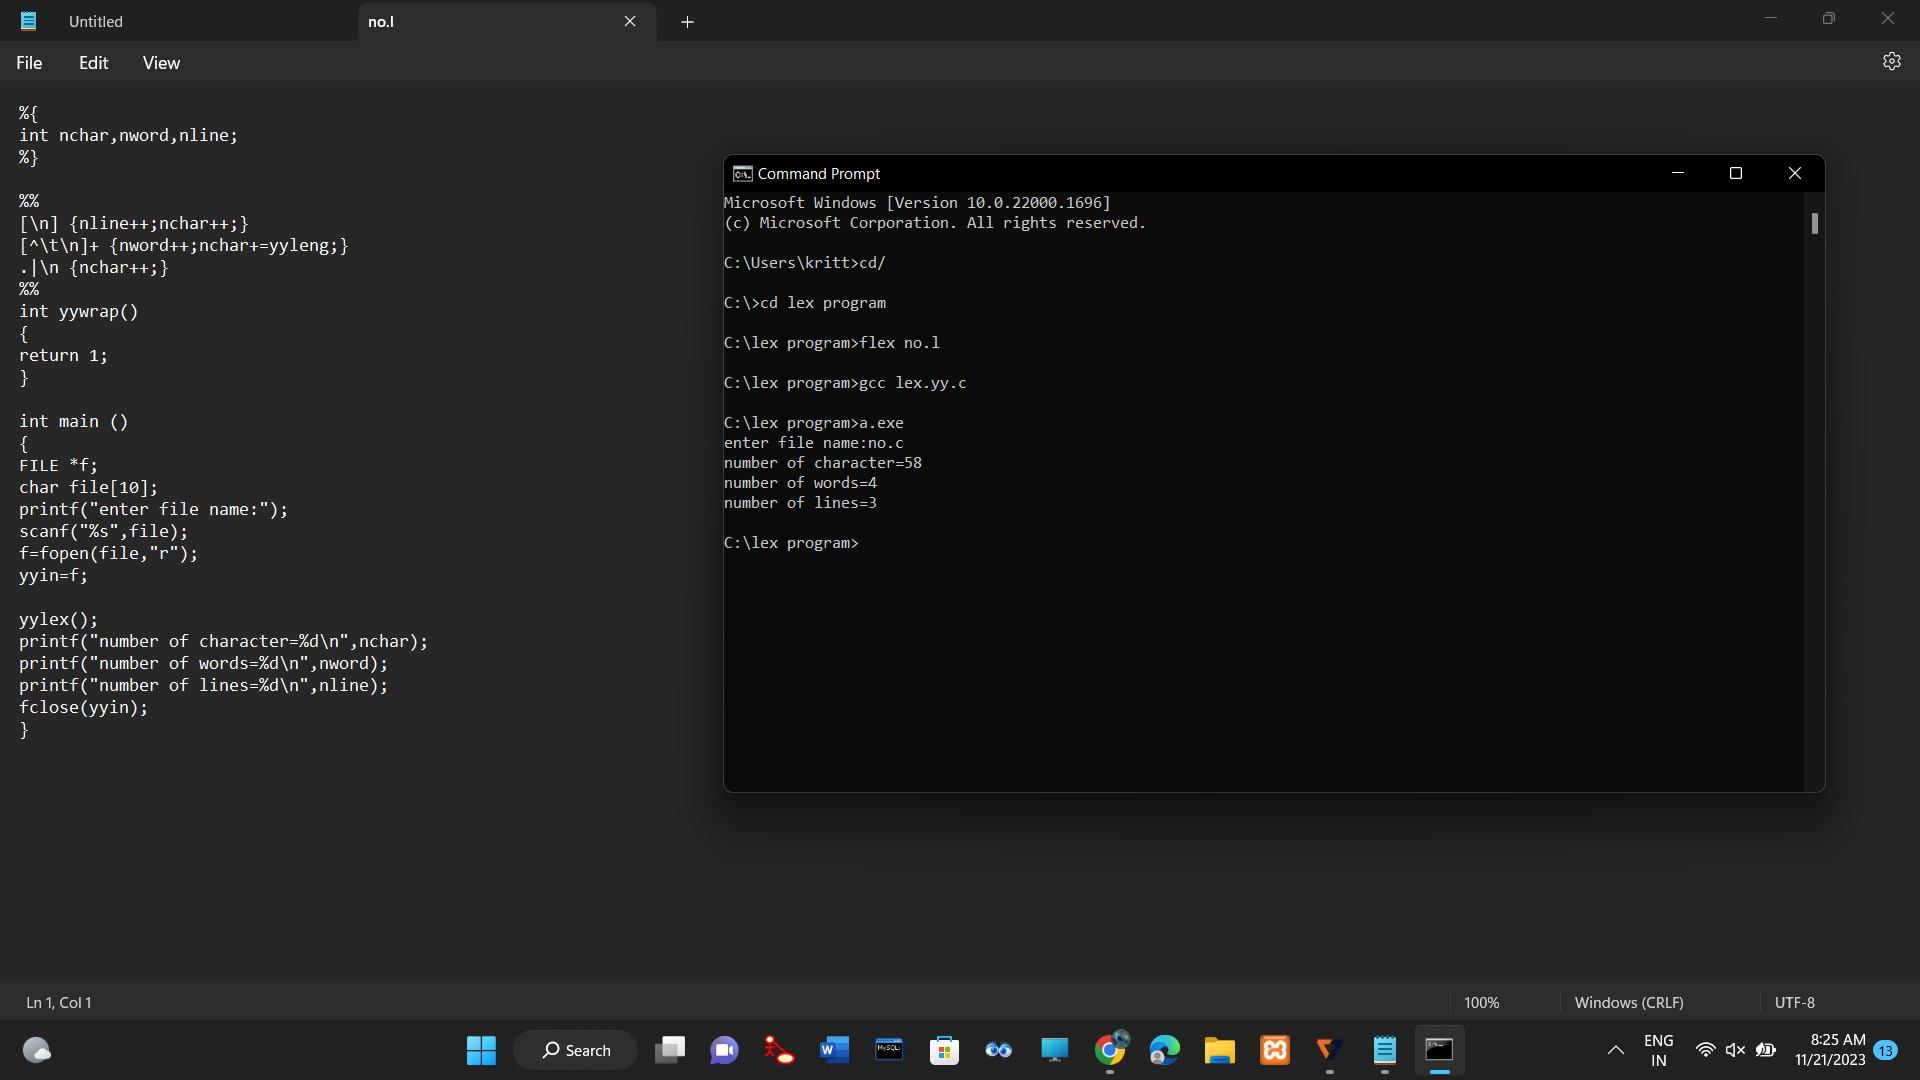 Untitled
no.l
File
Edit
View
%{
int nchar,nword,nline;
%}
%%
[\n] {nline++;nchar++;}
[^\t\n]+ {nword++;nchar+=yyleng;}
.|\n {nchar++;}
%%
int yywrap()
{
return 1;
}
int main ()
{
FILE *f;
char file[10];
printf("enter file name:");
scanf("%s",file);
f=fopen(file,"r");
yyin=f;
yylex();
printf("number of character=%d\n",nchar);
printf("number of words=%d\n",nword);
printf("number of lines=%d\n",nline);
fclose(yyin);
}
Command Prompt
Microsoft Windows [Version 10.0.22000.1696]
(c) Microsoft Corporation. All rights reserved.
C:\Users\kritt>cd/
C:\>cd lex program
C:\lex program>flex no.l
C:\lex program>gcc lex.yy.c
C:\lex program>a.exe
enter file name:no.c
number of character=58
number of words=4
number of lines=3
C:\lex program>
Ln 1, Col 1
100%
Windows (CRLF)
UTF-8
Search
W
MySQL
ENG
IN
8:25 AM
11/21/2023
13